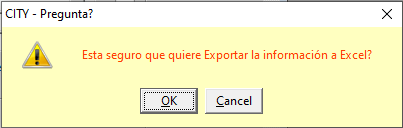 CITY - Pregunta?
Esta seguro que quiere Exportar la información a Excel?
OK
Cancel